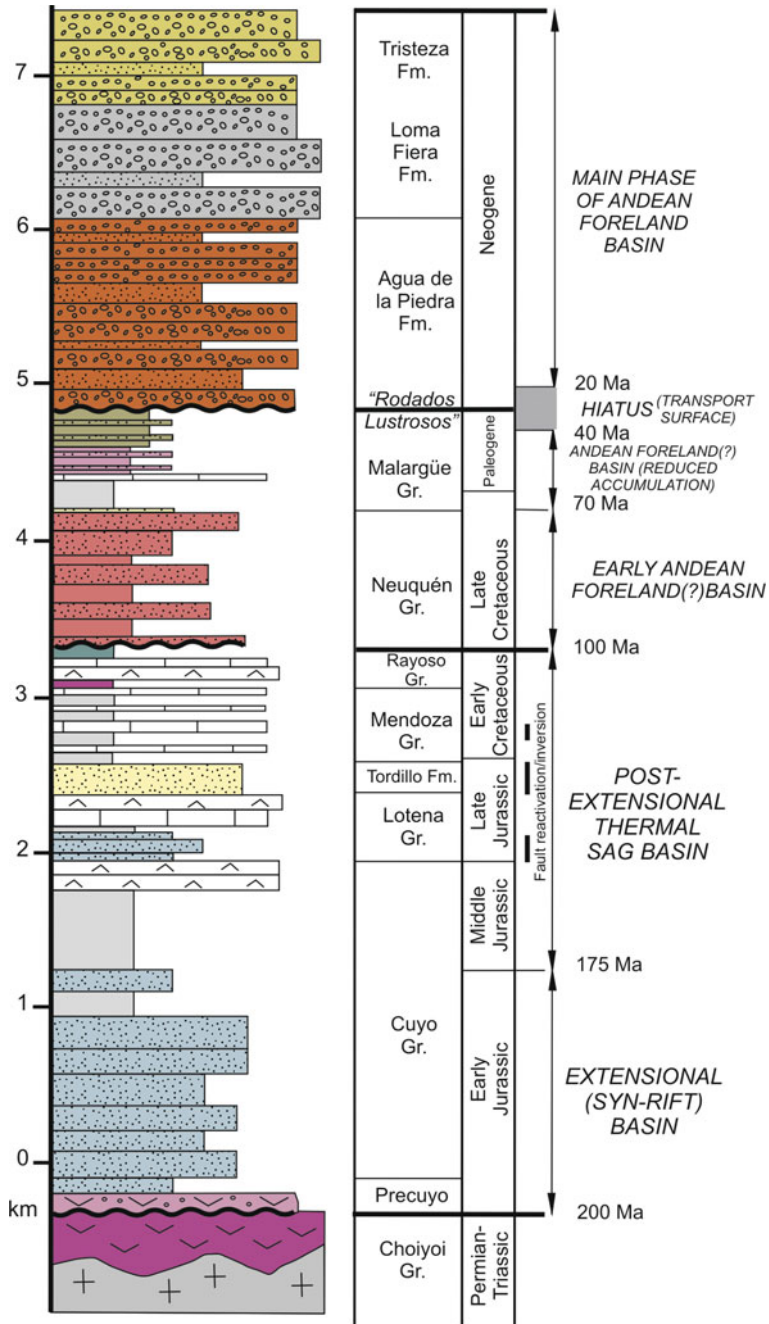 7
6
5
4
3
2
1
0
km
Tristeza
Fm.
Loma
Fiera
Fm.
Agua de
la Piedra
Fm.
"Rodados
Lustrosos"
Malargüe
Gr.
Neuquén
Gr.
Rayoso
Gr.
Mendoza
Gr.
Tordillo Fm.
Lotena
Gr.
Cuyo
Gr.
Precuyo
Choiyoi
Gr.
Neogene
Paleogene
Late
Cretaceous
Early
Cretaceous
Late
Jurassic
Middle
Jurassic
Early
Jurassic
Permian-
Triassic
Fault reactivation/inversion
MAIN PHASE
OF ANDEAN
FORELAND
BASIN
20 Ma
HIATUS (TRANSPORT
SURFACE)
40 Ma
ANDEAN FORELAND(?)
BASIN (REDUCED
ACCUMULATION)
70 Ma
EARLY ANDEAN
FORELAND(?)BASIN
100 Ma
POST-
EXTENSIONAL
THERMAL
SAG BASIN
175 Ma
EXTENSIONAL
(SYN-RIFT)
BASIN
200 Ma